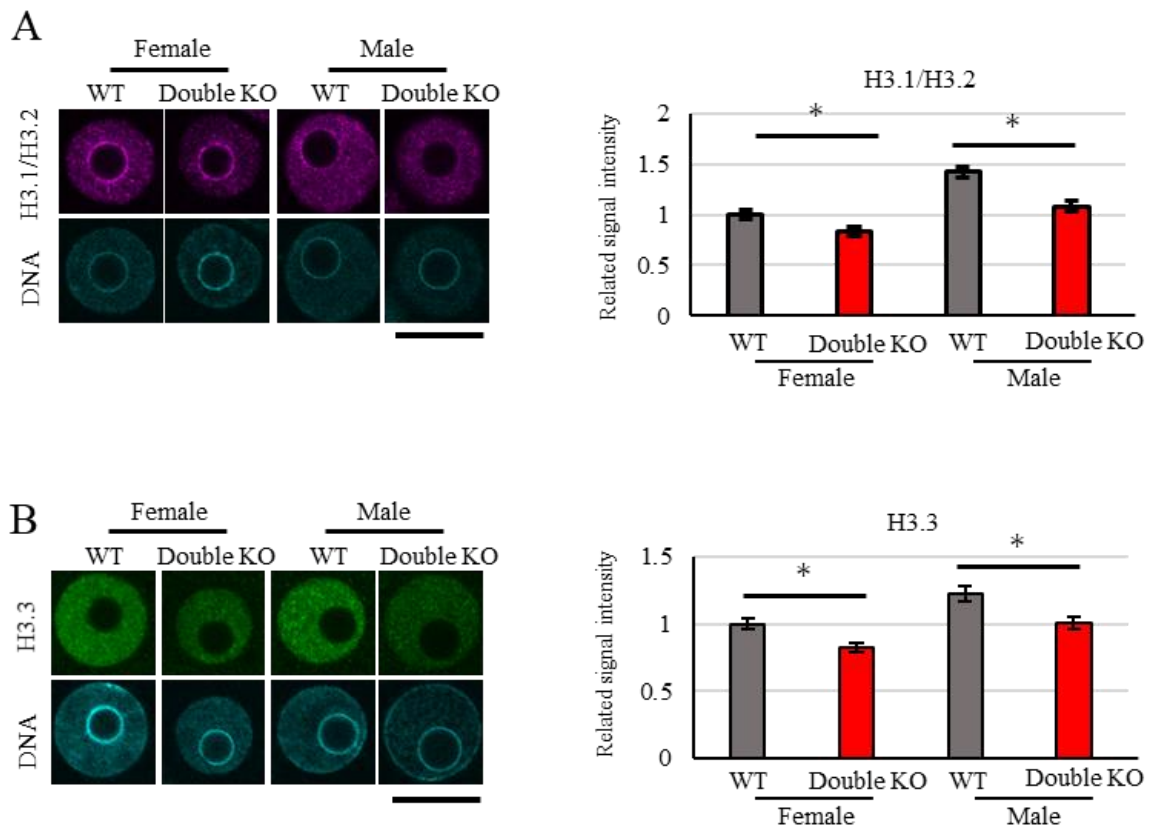 A
Female Male
WT Double KO WT Double KO
H3.1/H3.2
DNA
H3.1/H3.2
Related signal intensity
2
1.5
1
0.5
0
* *
WT Double KO WT Double KO
Female Male
B
Female Male
WT Double KO WT Double KO
H3.3
DNA
H3.3
Related signal intensity
1.5
1
0.5
0
* *
WT Double KO WT Double KO
Female Male